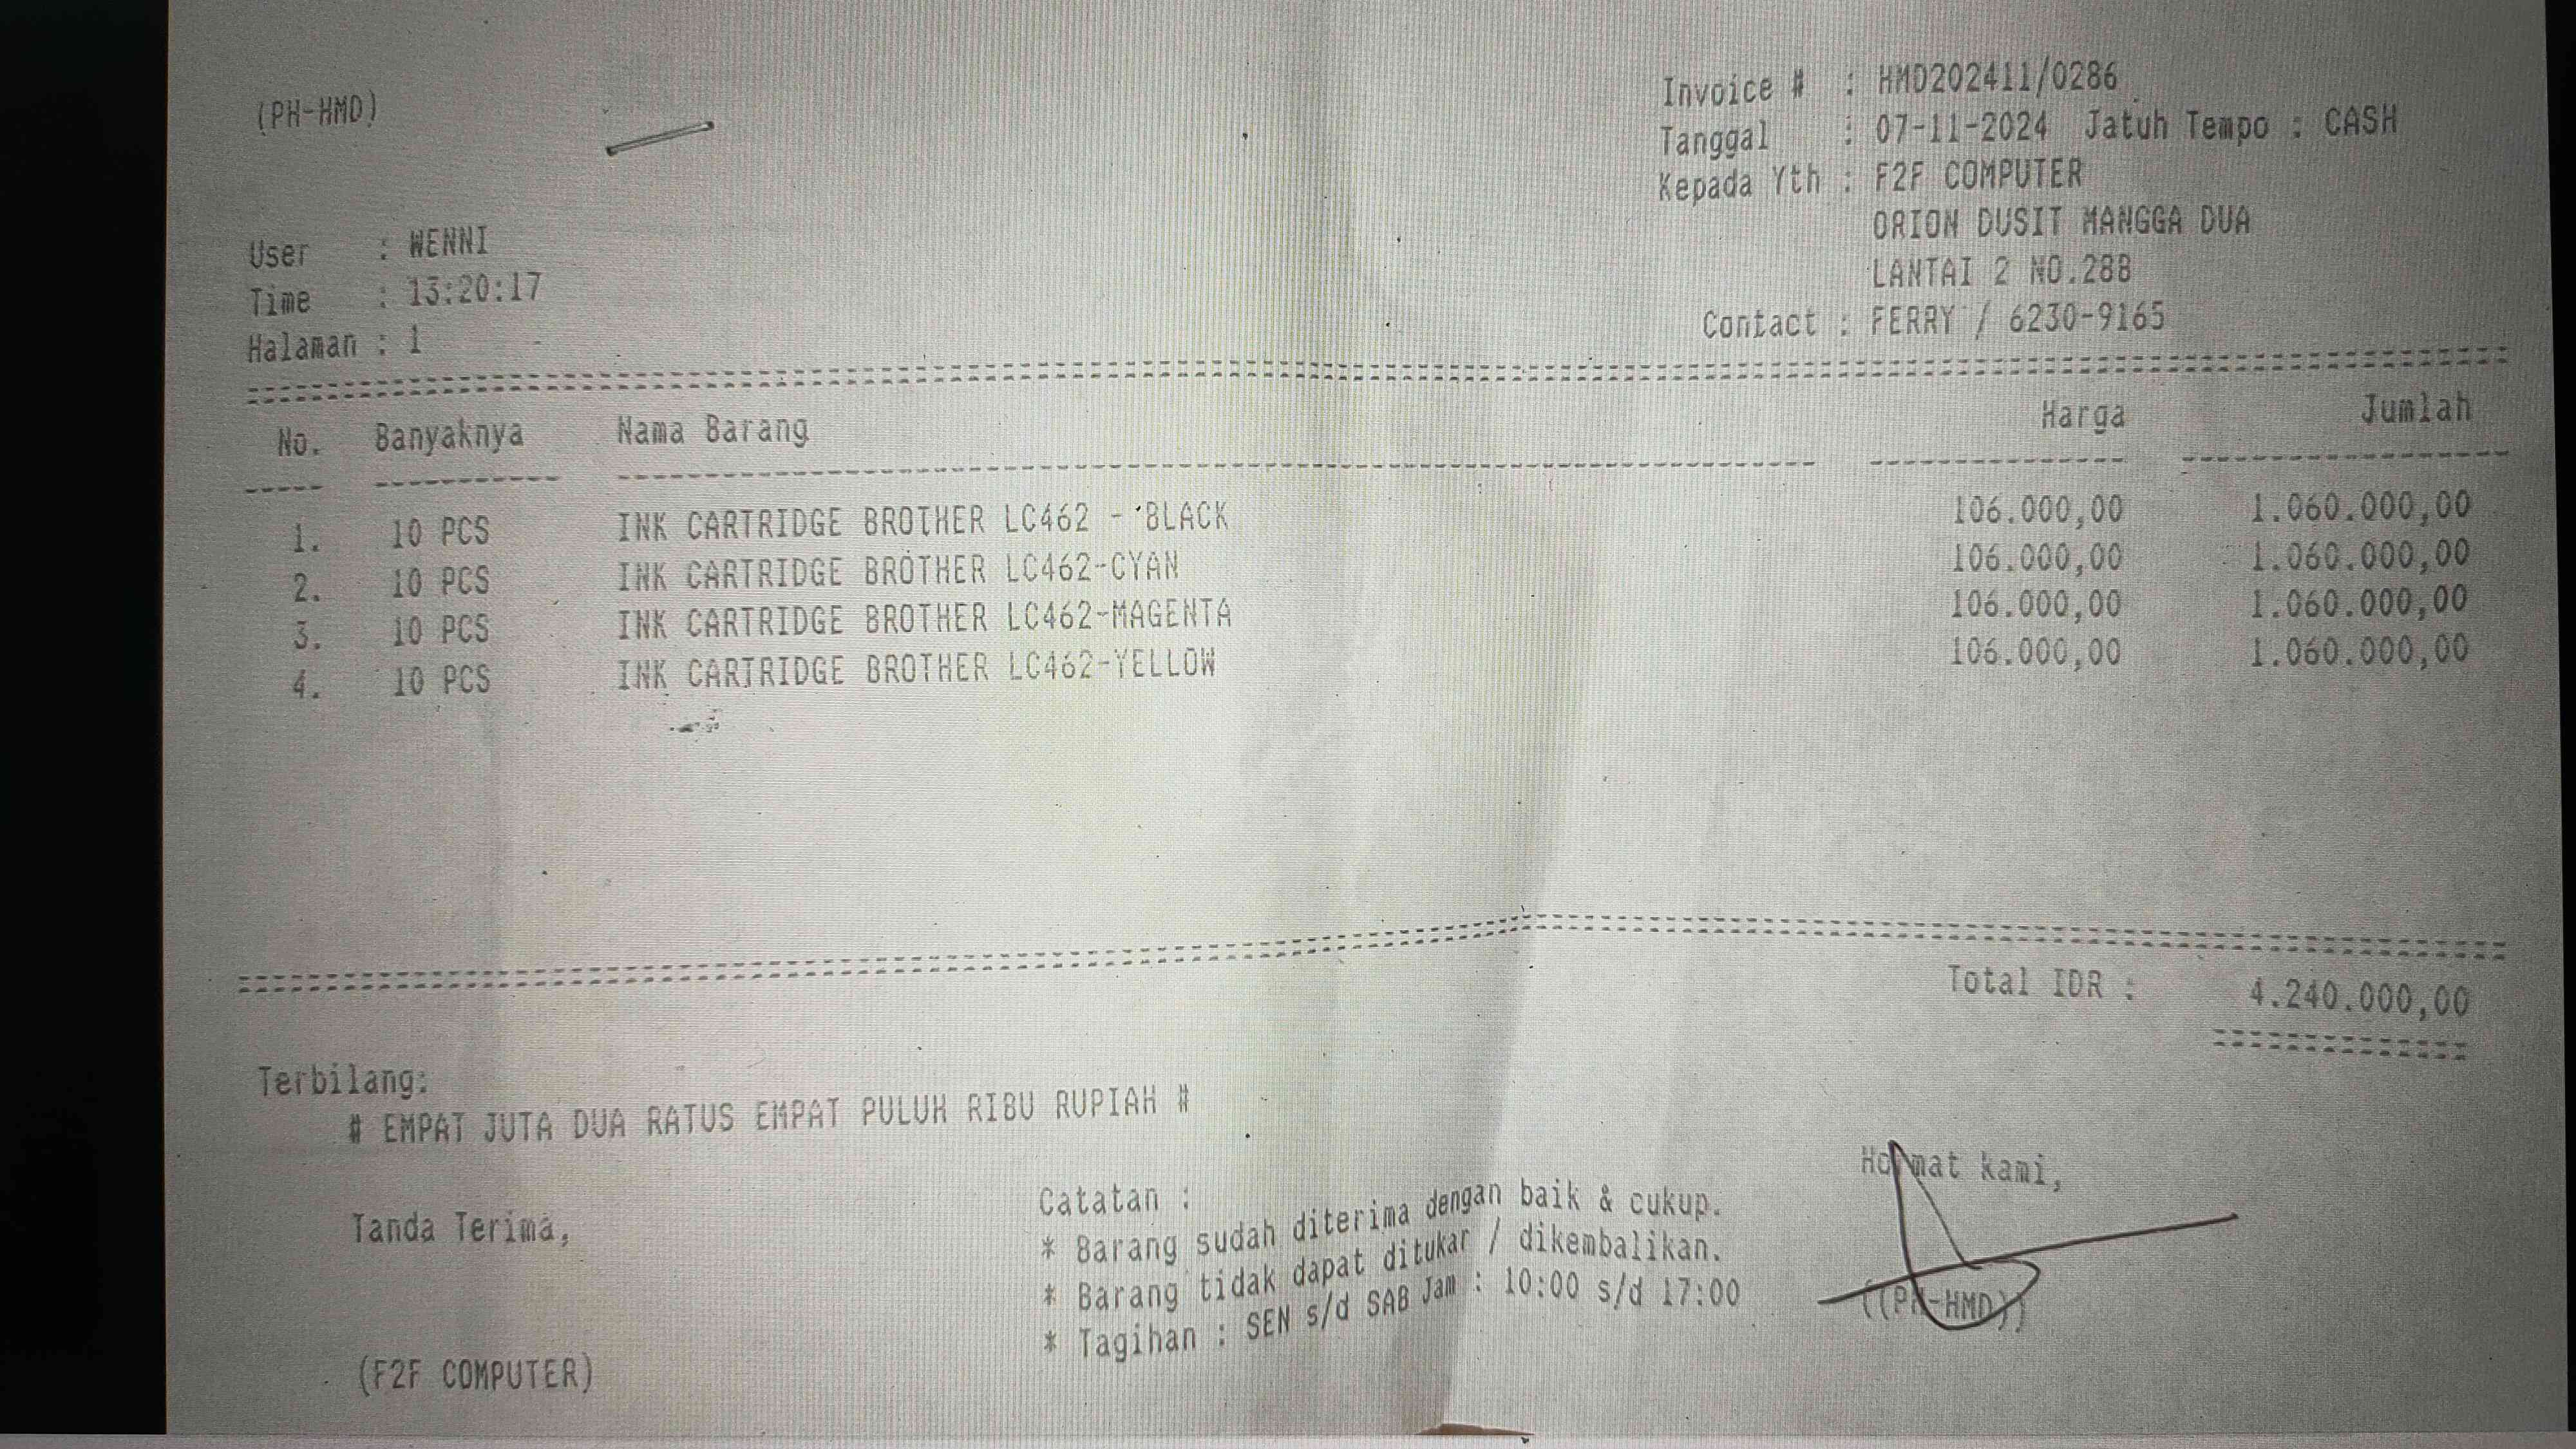 (PH-HMD)
Invoice # : HMD202411/0286
Tanggal : 07-11-2024 Jatuh Tempo : CASH
Kepada Yth : F2F COMPUTER
ORION DUSIT MANGGA DUA
LANTAI 2 NO.288
Contact : FERRY / 6230-9165
User : WENNI
Time : 13:20:17
Halaman : 1
No. Banyaknya Nama Barang Harga Jumlah
1. 10 PCS INK CARTRIDGE BROTHER LC462 - BLACK 106.000,00 1.060.000,00
2. 10 PCS INK CARTRIDGE BROTHER LC462-CYAN 106.000,00 1.060.000,00
3. 10 PCS INK CARTRIDGE BROTHER LC462-MAGENTA 106.000,00 1.060.000,00
4. 10 PCS INK CARTRIDGE BROTHER LC462-YELLOW 106.000,00 1.060.000,00
Total IDR : 4.240.000,00
Terbilang:
# EMPAT JUTA DUA RATUS EMPAT PULUH RIBU RUPIAH #
Tanda Terima,
(F2F COMPUTER)
Catatan :
* Barang sudah diterima dengan baik & cukup.
* Barang tidak dapat ditukar / dikembalikan.
* Tagihan : SEN s/d SAB Jam : 10:00 s/d 17:00
Hormat kami,
((PH-HMD))